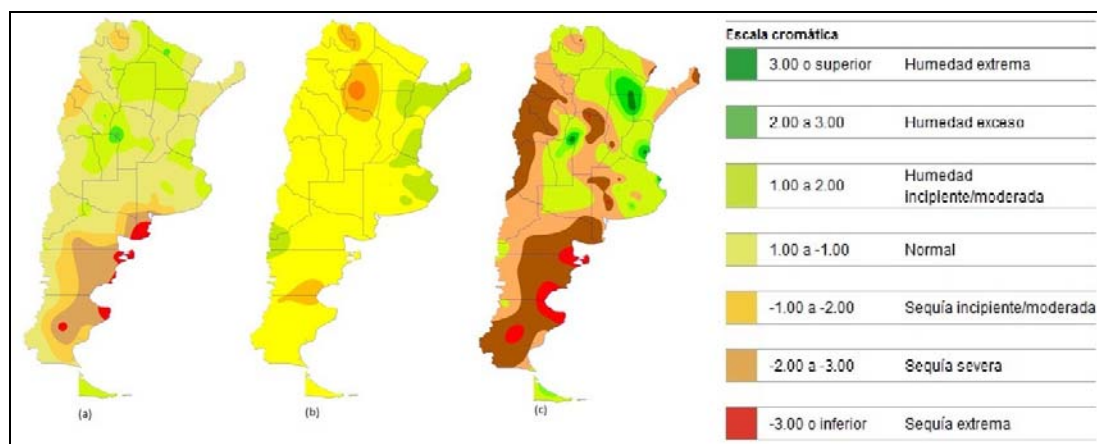 Escala cromática
3.00 o superior Humedad extrema
2.00 a 3.00 Humedad exceso
1.00 a 2.00 Humedad
incipiente/moderada
1.00 a -1.00 Normal
-1.00 a -2.00 Sequía incipiente/moderada
-2.00 a -3.00 Sequía severa
-3.00 o inferior Sequía extrema
(a) (b) (c)